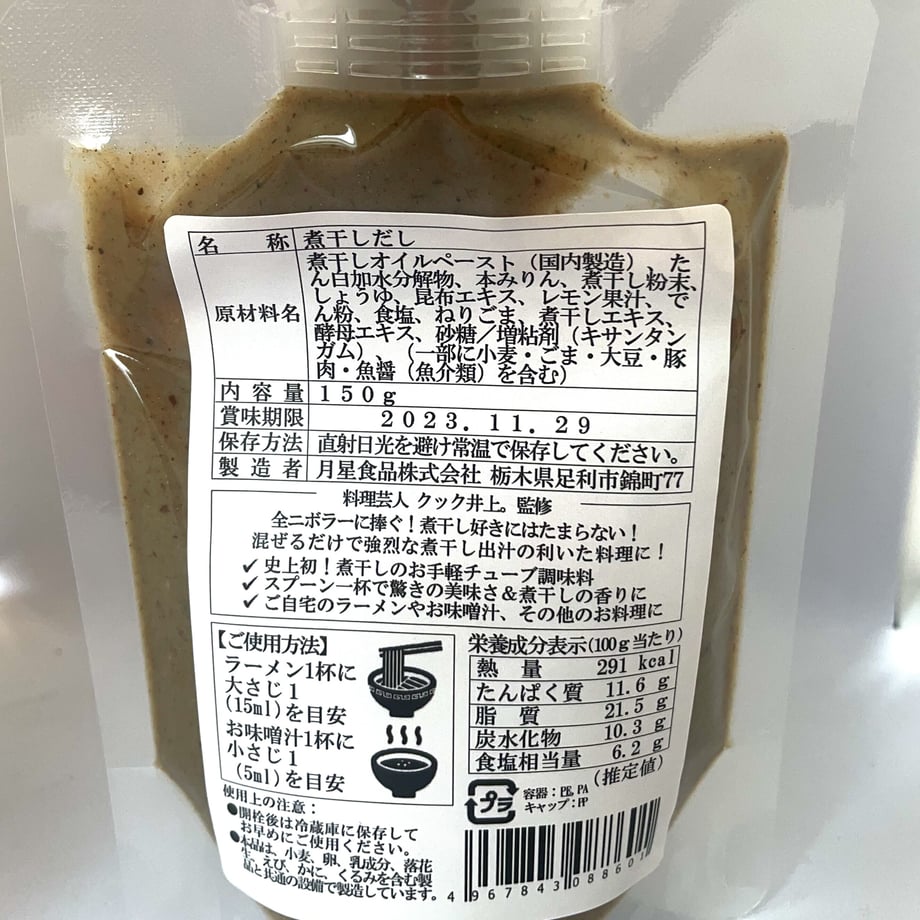 名称 煮干しだし
原材料名 煮干しオイルペースト（国内製造）、た
ん白加水分解物、本みりん、煮干し粉末、
しょうゆ、昆布エキス、レモン果汁、で
ん粉、食塩、ねりごま、煮干しエキス、
酵母エキス、砂糖／増粘剤（キサンタン
ガム）、（一部に小麦・ごま・大豆・豚
肉・魚醤（魚介類）を含む）
内容量 150g
賞味期限 2023.11.29
保存方法 直射日光を避け常温で保存してください。
製造者 月星食品株式会社 栃木県足利市錦町77
料理芸人 クック井上。監修
全ニボラーに捧ぐ！煮干し好きにはたまらない！
混ぜるだけで強烈な煮干し出汁の利いた料理に！
✓史上初！煮干しのお手軽チューブ調味料
✓スプーン一杯で驚きの美味さ＆煮干しの香りに
✓ご自宅のラーメンやお味噌汁、その他のお料理に
【ご使用方法】
ラーメン1杯に
大さじ1
(15ml)を目安
お味噌汁1杯に
小さじ1
(5ml)を目安
栄養成分表示(100g当たり)
熱量 291 kcal
たんぱく質 11.6 g
脂質 21.5 g
炭水化物 10.3 g
食塩相当量 6.2 g
(推定値)
プラ
容器：PE, PA
キャップ：PP
使用上の注意：
●開栓後は冷蔵庫に保存して
お早めにご使用ください。
●本品は、小麦、卵、乳成分、落花
生、えび、かに、くるみを含む製
品と共通の設備で製造しています。
4967843088601